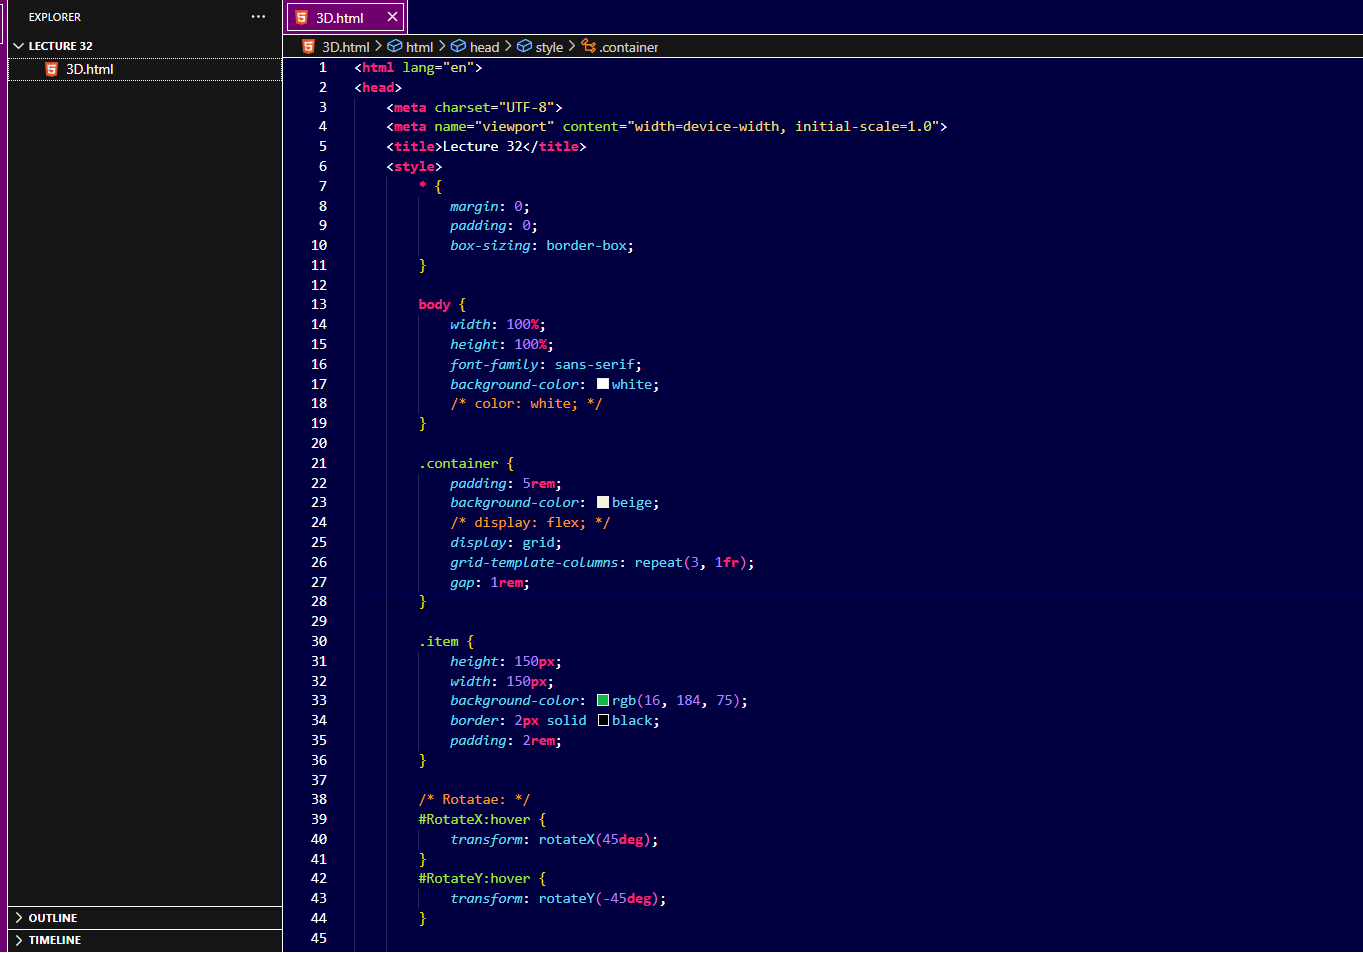 EXPLORER ···
LECTURE 32
3D.html
OUTLINE
TIMELINE
3D.html
3D.html > html > head > style > .container
1 <html lang="en">
2 <head>
3 <meta charset="UTF-8">
4 <meta name="viewport" content="width=device-width, initial-scale=1.0">
5 <title>Lecture 32</title>
6 <style>
7 * {
8 margin: 0;
9 padding: 0;
10 box-sizing: border-box;
11 }
12
13 body {
14 width: 100%;
15 height: 100%;
16 font-family: sans-serif;
17 background-color: white;
18 /* color: white; */
19 }
20
21 .container {
22 padding: 5rem;
23 background-color: beige;
24 /* display: flex; */
25 display: grid;
26 grid-template-columns: repeat(3, 1fr);
27 gap: 1rem;
28 }
29
30 .item {
31 height: 150px;
32 width: 150px;
33 background-color: rgb(16, 184, 75);
34 border: 2px solid black;
35 padding: 2rem;
36 }
37
38 /* Rotatae: */
39 #RotateX:hover {
40 transform: rotateX(45deg);
41 }
42 #RotateY:hover {
43 transform: rotateY(-45deg);
44 }
45